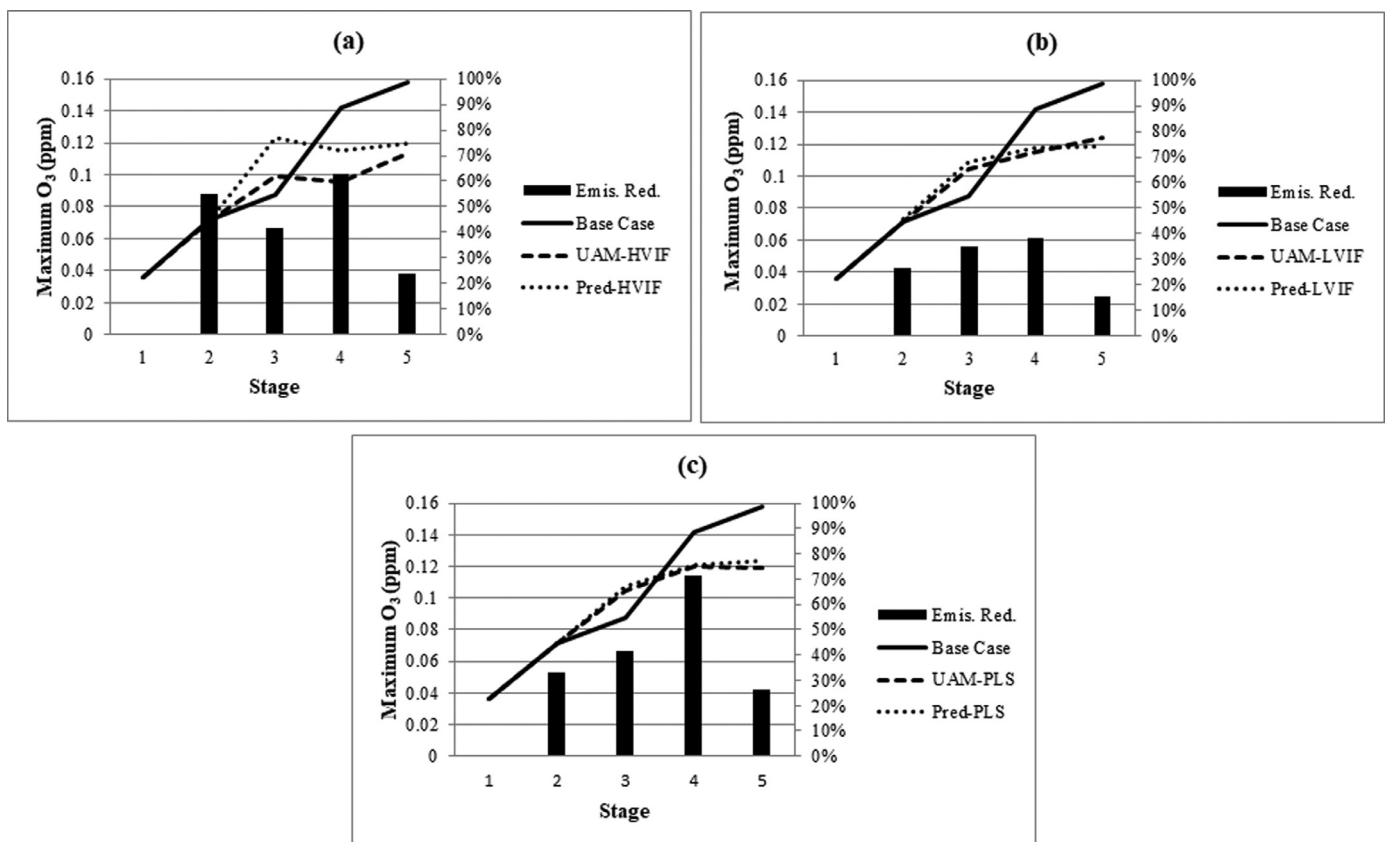 (a)
Maximum O3 (ppm)
0.16
0.14
0.12
0.1
0.08
0.06
0.04
0.02
0
100%
90%
80%
70%
60%
50%
40%
30%
20%
10%
0%
1 2 3 4 5
Stage
Emis. Red.
Base Case
UAM-HVIF
Pred-HVIF
(b)
Maximum O3 (ppm)
0.16
0.14
0.12
0.1
0.08
0.06
0.04
0.02
0
100%
90%
80%
70%
60%
50%
40%
30%
20%
10%
0%
1 2 3 4 5
Stage
Emis. Red.
Base Case
UAM-LVIF
Pred-LVIF
(c)
Maximum O3 (ppm)
0.16
0.14
0.12
0.1
0.08
0.06
0.04
0.02
0
100%
90%
80%
70%
60%
50%
40%
30%
20%
10%
0%
1 2 3 4 5
Stage
Emis. Red.
Base Case
UAM-PLS
Pred-PLS